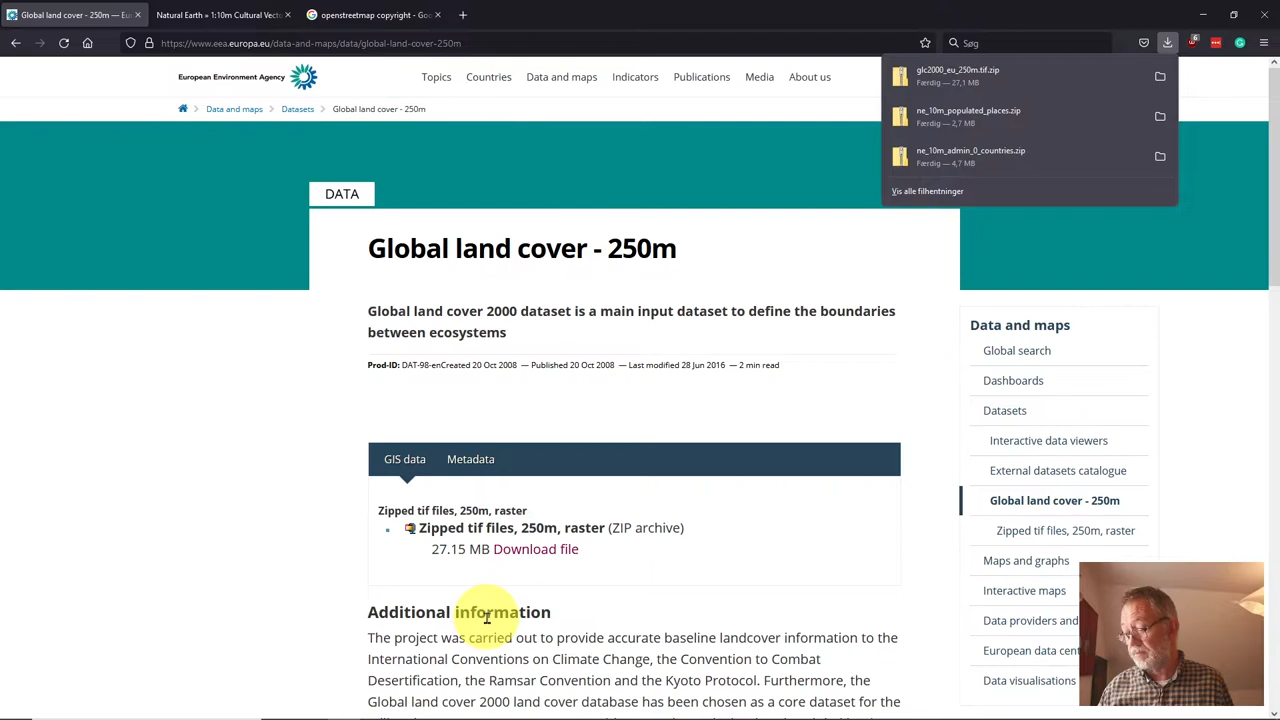 Global land cover - 250m — Eur
Natural Earth » 1:10m Cultural Vecto
openstreetmap copyright - Goo
https://www.eea.europa.eu/data-and-maps/data/global-land-cover-250m
Søg
6
European Environment Agency
Topics
Countries
Data and maps
Indicators
Publications
Media
About us
glc2000_eu_250m.tif.zip
Færdig — 27,1 MB
ne_10m_populated_places.zip
Færdig — 2,7 MB
ne_10m_admin_0_countries.zip
Færdig — 4,7 MB
Vis alle filhentninger
Data and maps
Datasets
Global land cover - 250m
DATA
Global land cover - 250m
Global land cover 2000 dataset is a main input dataset to define the boundaries
between ecosystems
Prod-ID: DAT-98-enCreated 20 Oct 2008 — Published 20 Oct 2008 — Last modified 28 Jun 2016 — 2 min read
GIS data
Metadata
Zipped tif files, 250m, raster
Zipped tif files, 250m, raster (ZIP archive)
27.15 MB Download file
Additional information
The project was carried out to provide accurate baseline landcover information to the
International Conventions on Climate Change, the Convention to Combat
Desertification, the Ramsar Convention and the Kyoto Protocol. Furthermore, the
Global land cover 2000 land cover database has been chosen as a core dataset for the
Data and maps
Global search
Dashboards
Datasets
Interactive data viewers
External datasets catalogue
Global land cover - 250m
Zipped tif files, 250m, raster
Maps and graphs
Interactive maps
Data providers and
European data cent
Data visualisations